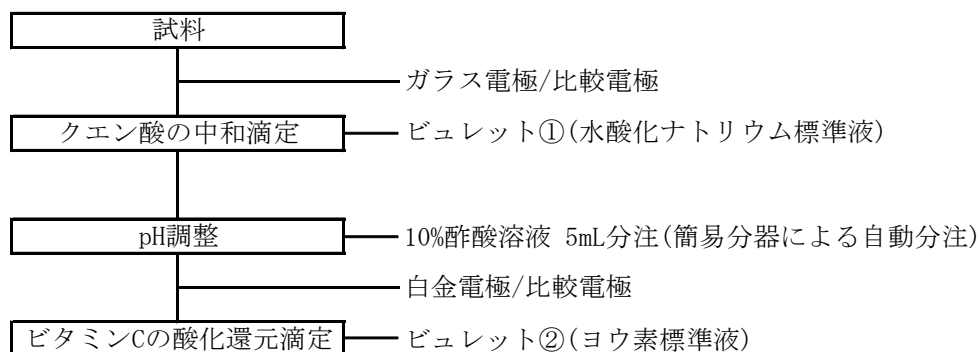 試料
ガラス電極/比較電極
クエン酸の中和滴定 ビュレット①(水酸化ナトリウム標準液)
pH調整 10%酢酸溶液 5mL分注(簡易分器による自動分注)
白金電極/比較電極
ビタミンCの酸化還元滴定 ビュレット②(ヨウ素標準液)